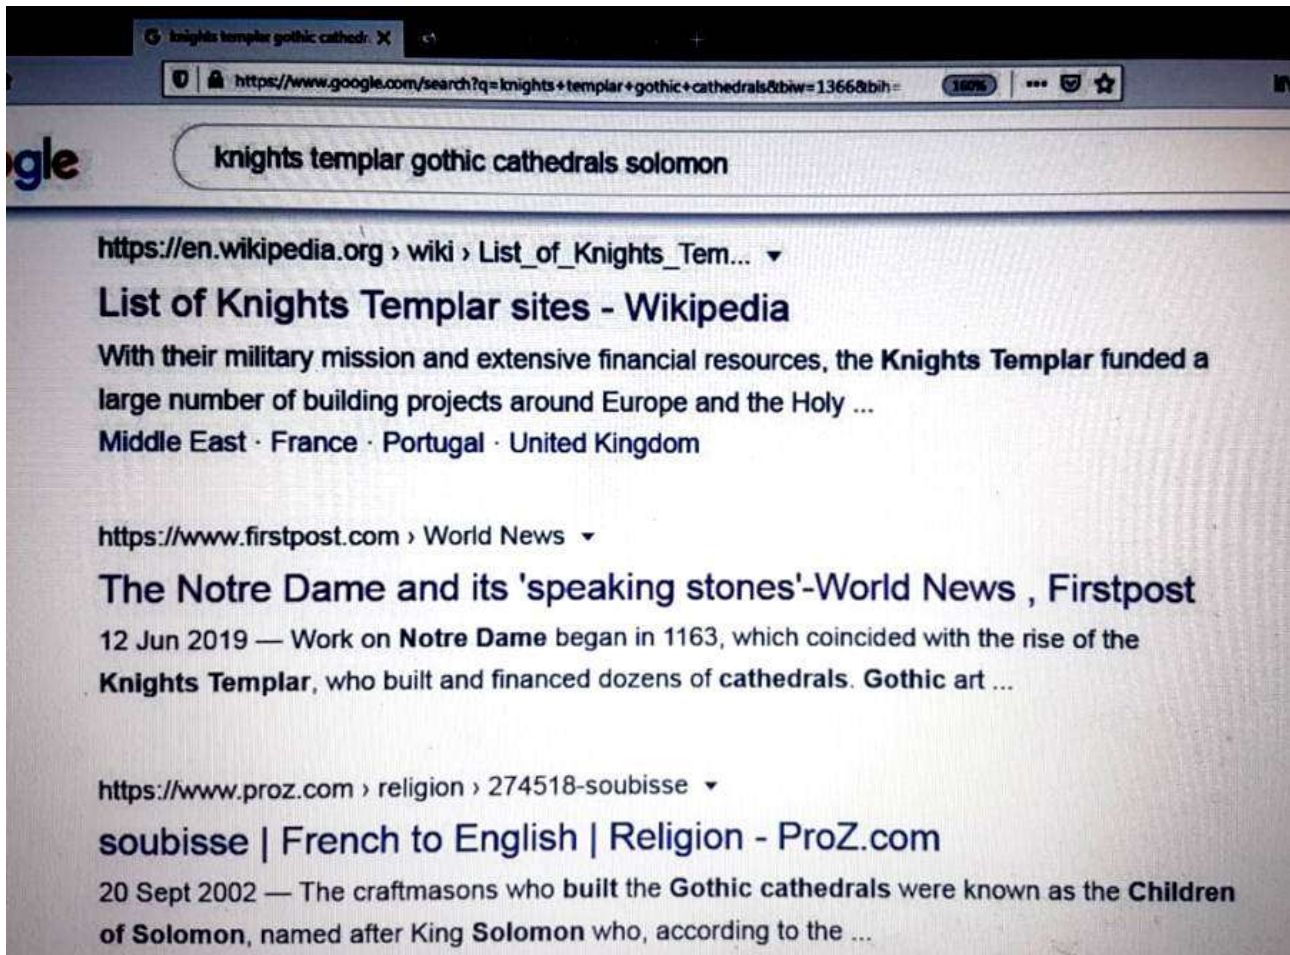 knights templar gothic cathedr
https://www.google.com/search?q=knights+templar+gothic+cathedrals&biw=1366&bih=
160%
gle
knights templar gothic cathedrals solomon
https://en.wikipedia.org › wiki › List_of_Knights_Tem...
List of Knights Templar sites - Wikipedia
With their military mission and extensive financial resources, the Knights Templar funded a
large number of building projects around Europe and the Holy ...
Middle East · France · Portugal · United Kingdom
https://www.firstpost.com › World News
The Notre Dame and its 'speaking stones'-World News , Firstpost
12 Jun 2019 — Work on Notre Dame began in 1163, which coincided with the rise of the
Knights Templar, who built and financed dozens of cathedrals. Gothic art ...
https://www.proz.com › religion › 274518-soubisse
soubisse | French to English | Religion - ProZ.com
20 Sept 2002 — The craftmasons who built the Gothic cathedrals were known as the Children
of Solomon, named after King Solomon who, according to the ...